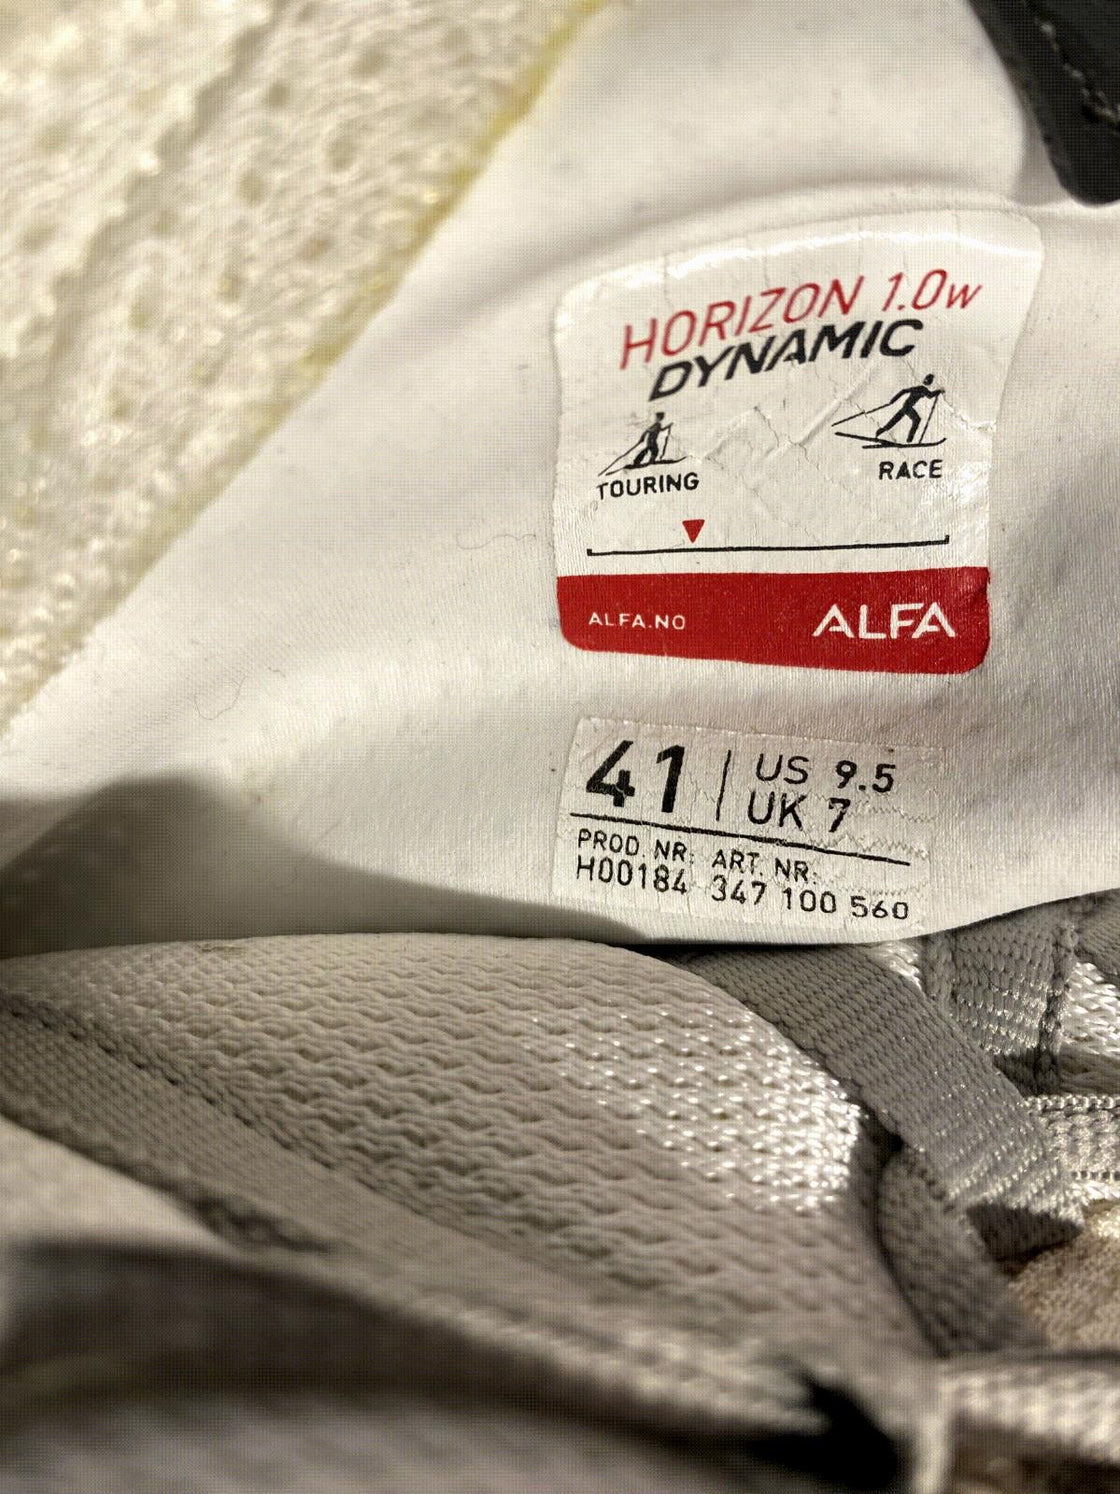 HORIZON 1.0w
DYNAMIC
TOURING RACE
ALFA.NO ALFA
41 US 9.5
UK 7
PROD. NR: ART. NR:
H00184 347 100 560